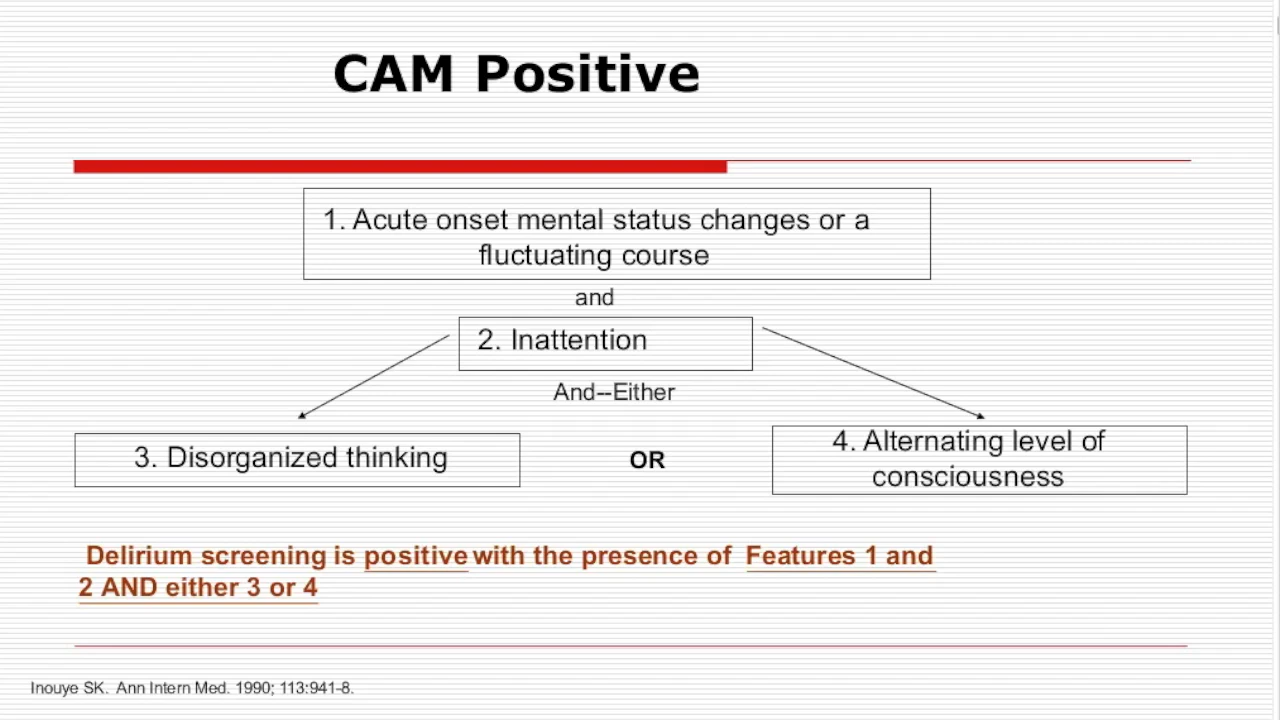 CAM Positive
1. Acute onset mental status changes or a
fluctuating course
and
2. Inattention
And--Either
3. Disorganized thinking
OR
4. Alternating level of
consciousness
Delirium screening is positive with the presence of Features 1 and
2 AND either 3 or 4
Inouye SK. Ann Intern Med. 1990; 113:941-8.